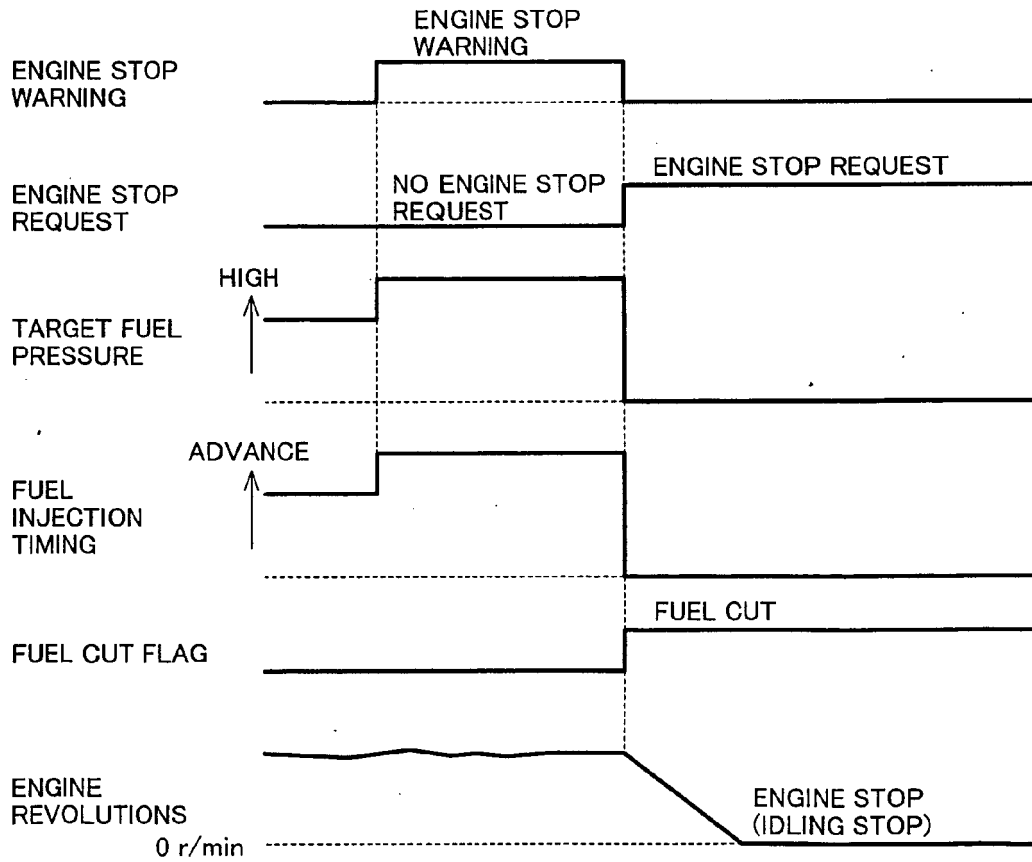 ENGINE STOP
WARNING
ENGINE STOP
WARNING
ENGINE STOP
REQUEST
NO ENGINE STOP
REQUEST
ENGINE STOP REQUEST
HIGH
TARGET FUEL
PRESSURE
ADVANCE
FUEL
INJECTION
TIMING
FUEL CUT
FUEL CUT FLAG
ENGINE
REVOLUTIONS
0 r/min
ENGINE STOP
(IDLING STOP)